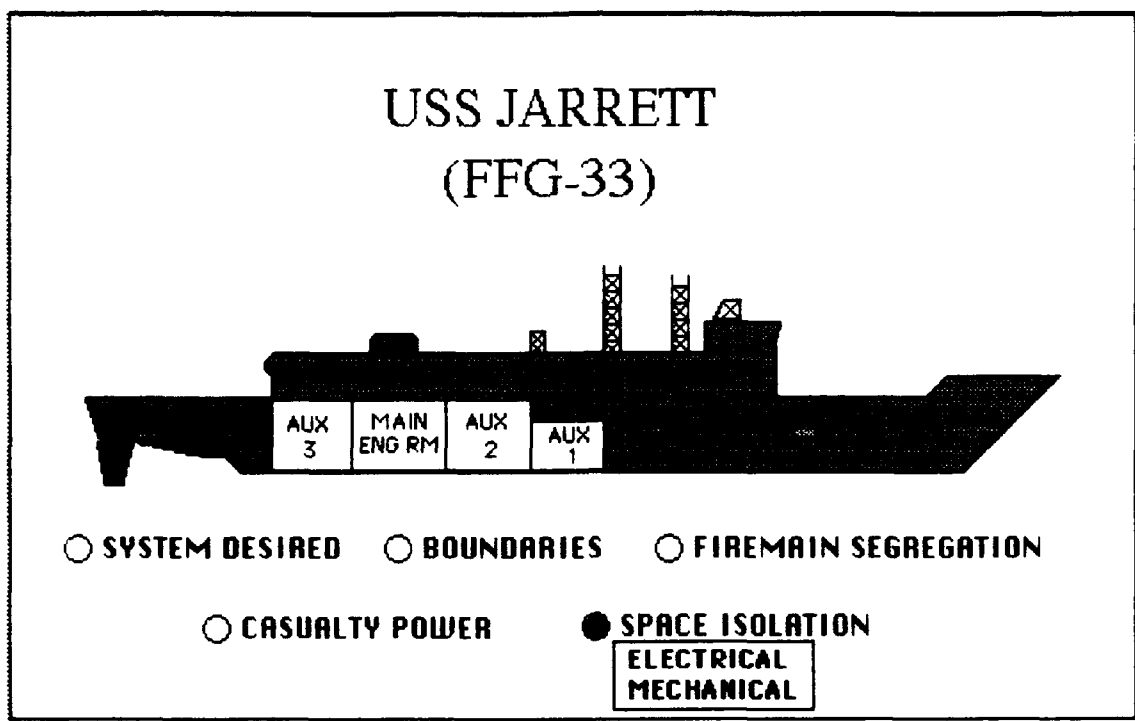 USS JARRETT
(FFG-33)
AUX
3
MAIN
ENG RM
AUX
2
AUX
1
SYSTEM DESIRED
BOUNDARIES
FIREMAIN SEGREGATION
CASUALTY POWER
SPACE ISOLATION
ELECTRICAL
MECHANICAL